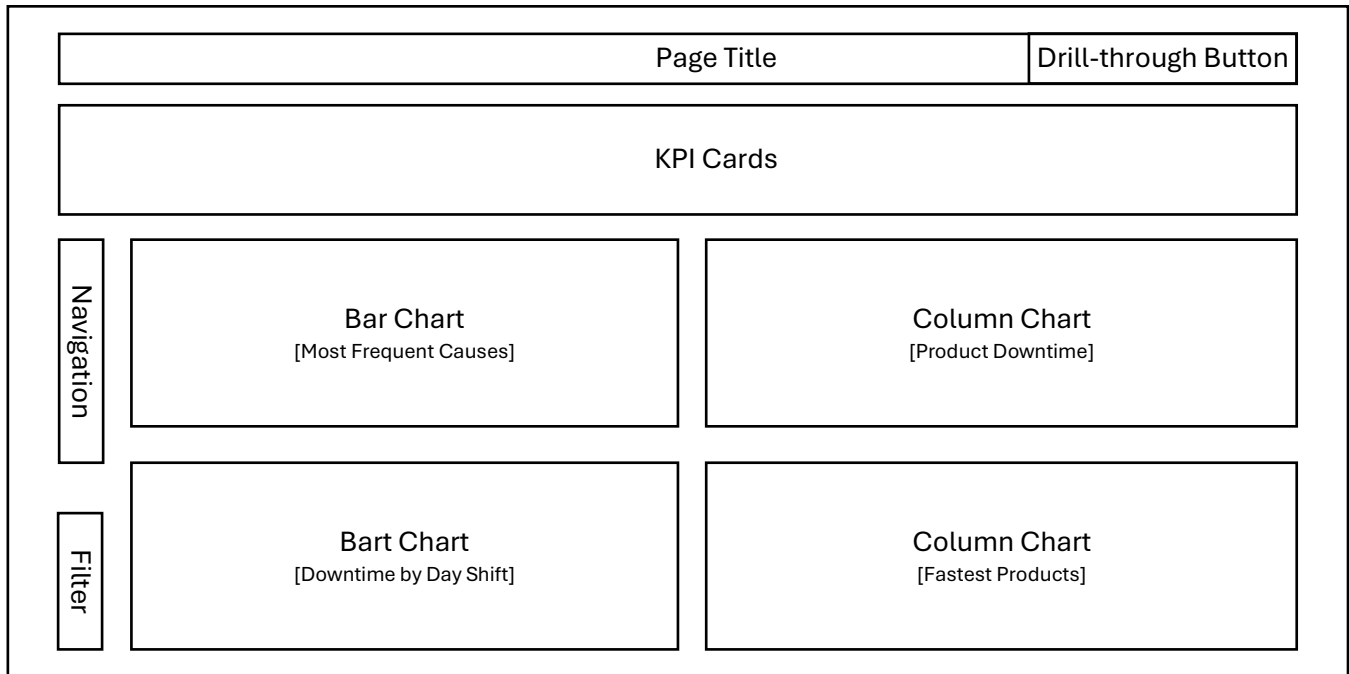 Page Title
Drill-through Button
KPI Cards
Navigation
Bar Chart
[Most Frequent Causes]
Column Chart
[Product Downtime]
Filter
Bart Chart
[Downtime by Day Shift]
Column Chart
[Fastest Products]